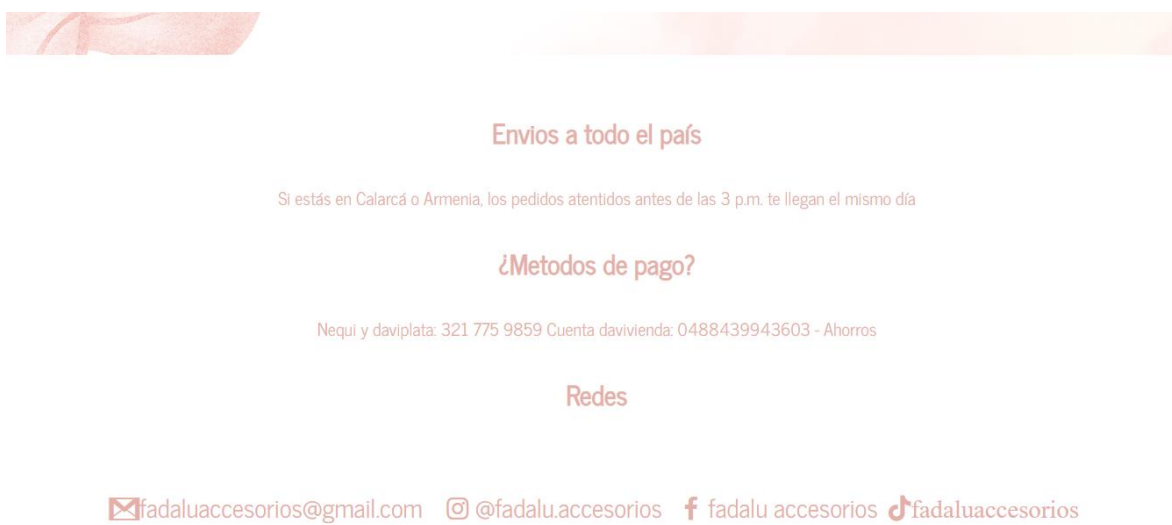 Envios a todo el país
Si estás en Calarcá o Armenia, los pedidos atentidos antes de las 3 p.m. te llegan el mismo día
¿Metodos de pago?
Nequi y daviplata: 321 775 9859 Cuenta davivienda: 0488439943603 - Ahorros
Redes
fadaluaccesorios@gmail.com @fadalu.accesorios fadalu accesorios fadaluaccesorios